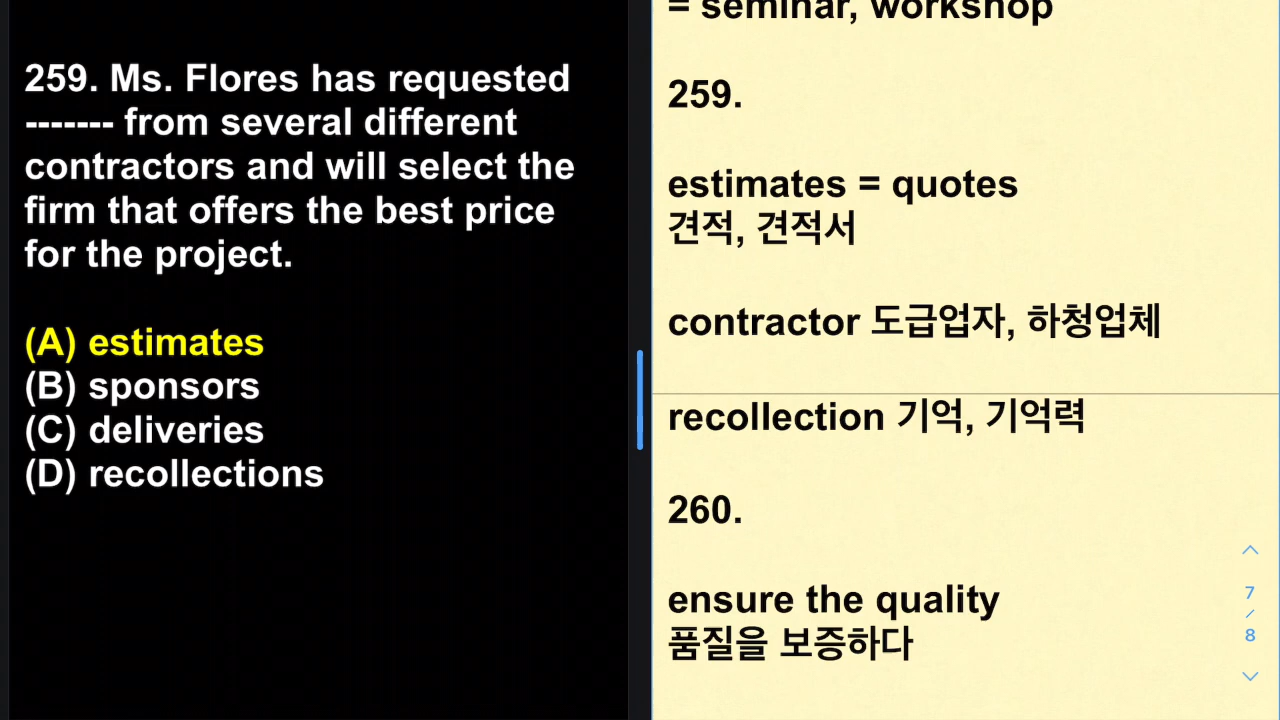 259. Ms. Flores has requested
------- from several different
contractors and will select the
firm that offers the best price
for the project.
(A) estimates
(B) sponsors
(C) deliveries
(D) recollections
= seminar, workshop
259.
estimates = quotes
견적, 견적서
contractor 도급업자, 하청업체
recollection 기억, 기억력
260.
ensure the quality
품질을 보증하다
7
/
8